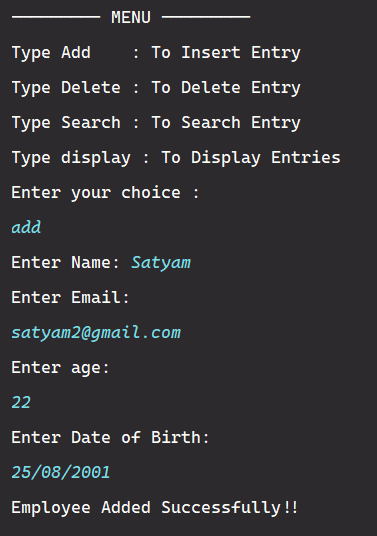 --------- MENU ---------
Type Add    : To Insert Entry
Type Delete : To Delete Entry
Type Search : To Search Entry
Type display : To Display Entries
Enter your choice :
add
Enter Name: Satyam
Enter Email:
satyam2@gmail.com
Enter age:
22
Enter Date of Birth:
25/08/2001
Employee Added Successfully!!